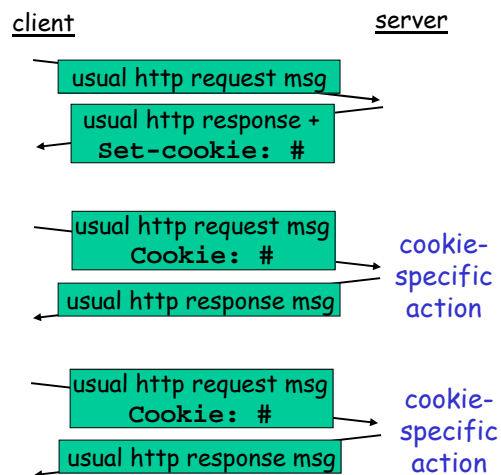 client
server
usual http request msg
usual http response +
Set-cookie: #
usual http request msg
Cookie: #
cookie-
specific
action
usual http response msg
usual http request msg
Cookie: #
cookie-
specific
action
usual http response msg